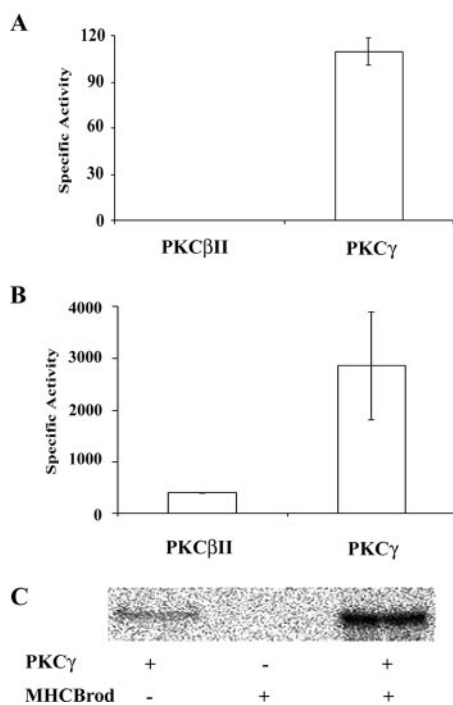 A
Specific Activity
120
90
60
30
0
PKCβII PKCγ
B
Specific Activity
4000
3000
2000
1000
0
PKCβII PKCγ
C
PKCγ + - +
MHCBrod - + +